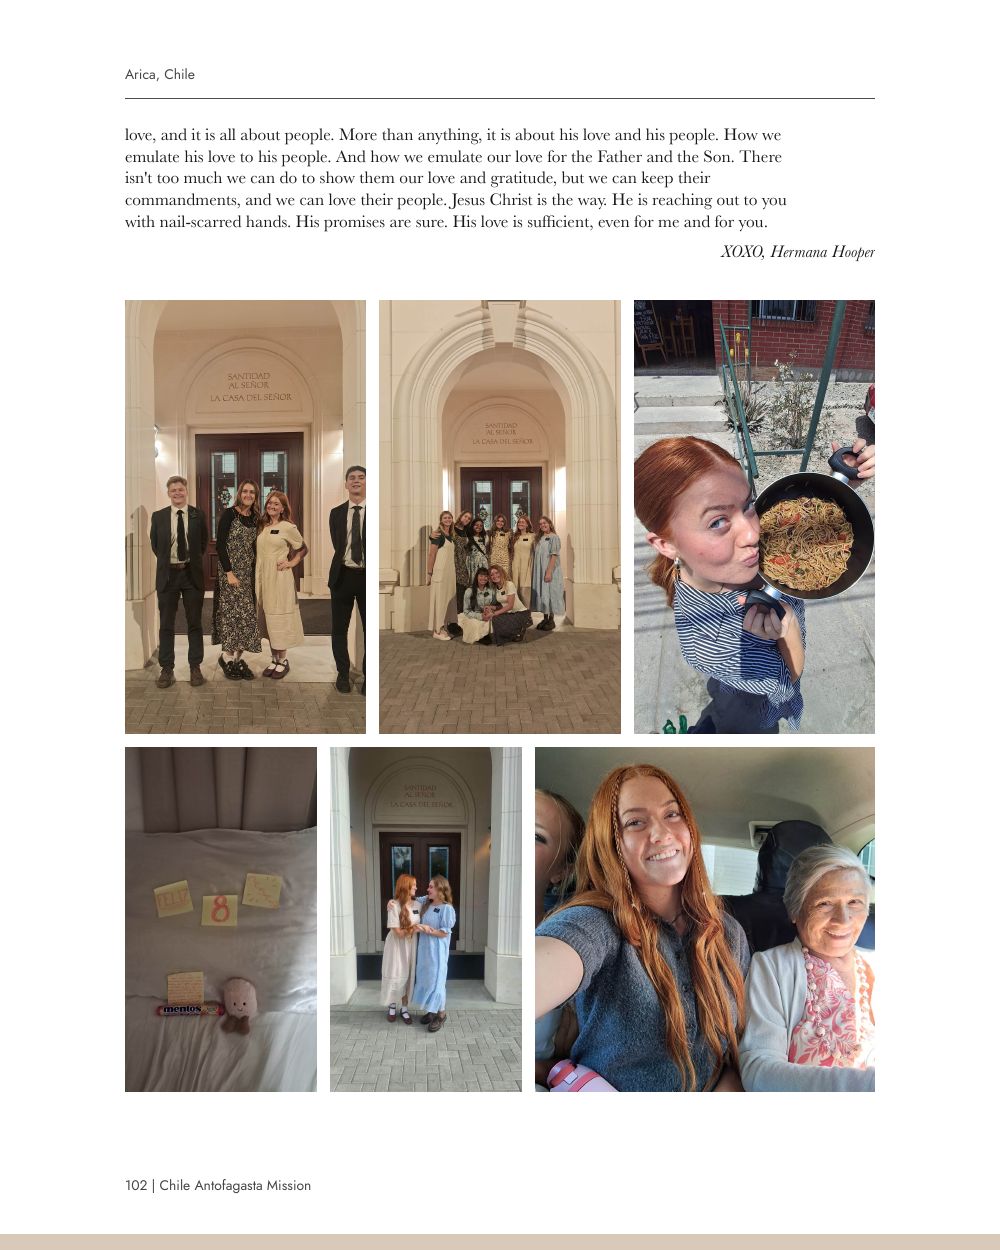 Arica, Chile
love, and it is all about people. More than anything, it is about his love and his people. How we
emulate his love to his people. And how we emulate our love for the Father and the Son. There
isn't too much we can do to show them our love and gratitude, but we can keep their
commandments, and we can love their people. Jesus Christ is the way. He is reaching out to you
with nail-scarred hands. His promises are sure. His love is sufficient, even for me and for you.
XOXO, Hermana Hooper
SANTIDAD
AL SEÑOR
LA CASA DEL SEÑOR
SANTIDAD
AL SEÑOR
LA CASA DEL SEÑOR
FELIZ
8
mentos
SANTIDAD
AL SEÑOR
LA CASA DEL SEÑOR
102 | Chile Antofagasta Mission